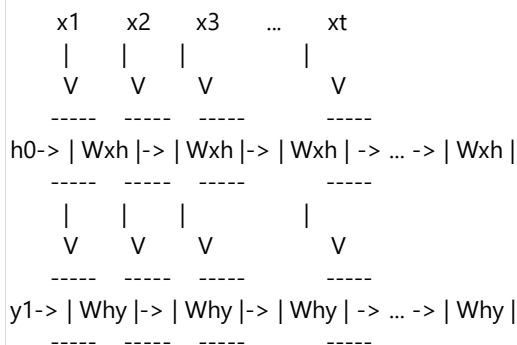 x1 x2 x3 ... xt
| | | |
V V V V
----- ----- ----- -----
h0-> | Wxh |-> | Wxh |-> | Wxh | -> ... -> | Wxh |
----- ----- ----- -----
| | | |
V V V V
----- ----- ----- -----
y1-> | Why |-> | Why |-> | Why | -> ... -> | Why |
----- ----- ----- -----